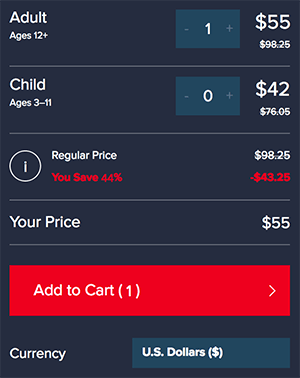 Adult
Ages 12+
- 1 +
$55
$98.25
Child
Ages 3–11
- 0 +
$42
$76.05
i
Regular Price
$98.25
You Save 44%
-$43.25
Your Price
$55
Add to Cart ( 1 )
Currency
U.S. Dollars ($)